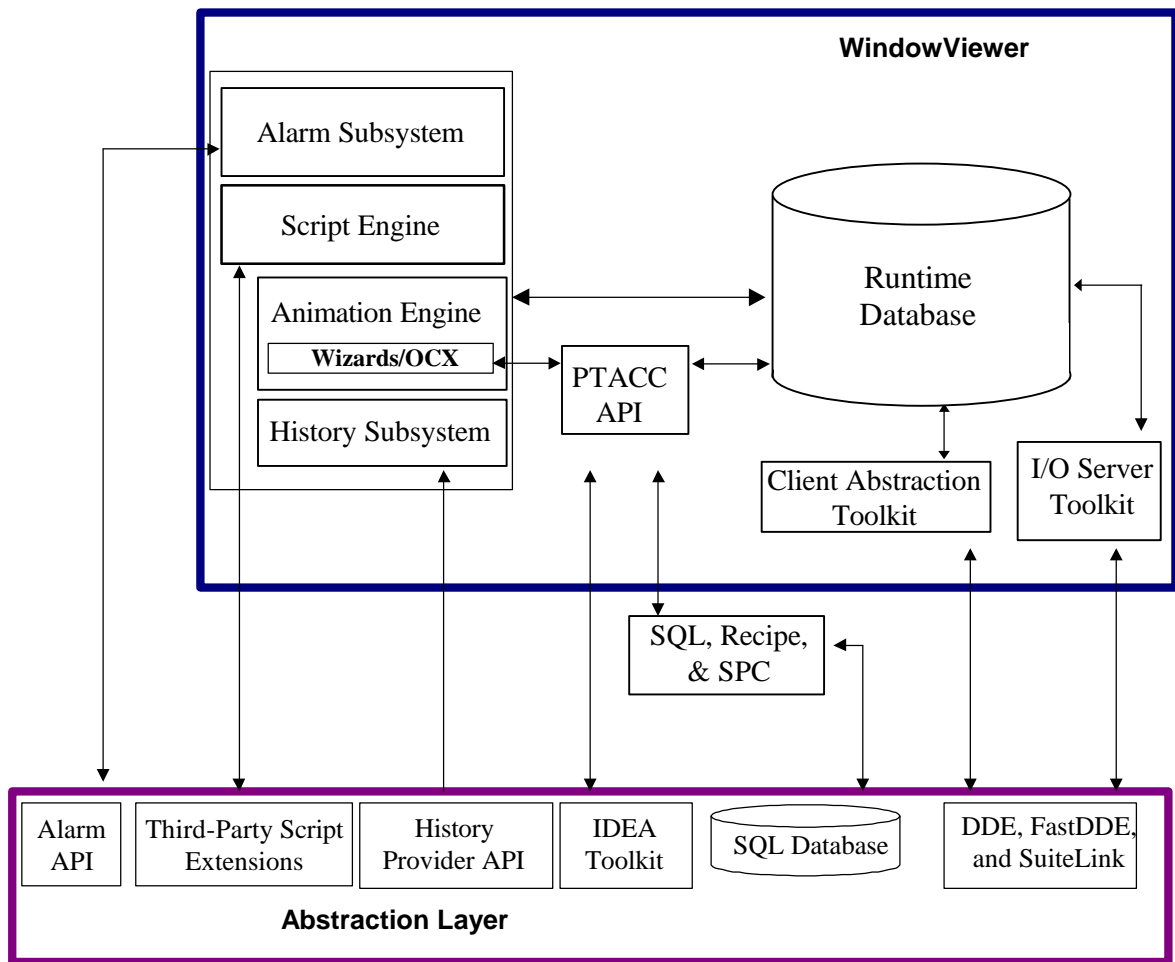 WindowViewer
Alarm Subsystem
Script Engine
Animation Engine
Wizards/OCX
History Subsystem
PTACC
API
Runtime
Database
Client Abstraction
Toolkit
I/O Server
Toolkit
SQL, Recipe,
& SPC
Alarm
API
Third-Party Script
Extensions
History
Provider API
IDEA
Toolkit
SQL Database
DDE, FastDDE,
and SuiteLink
Abstraction Layer